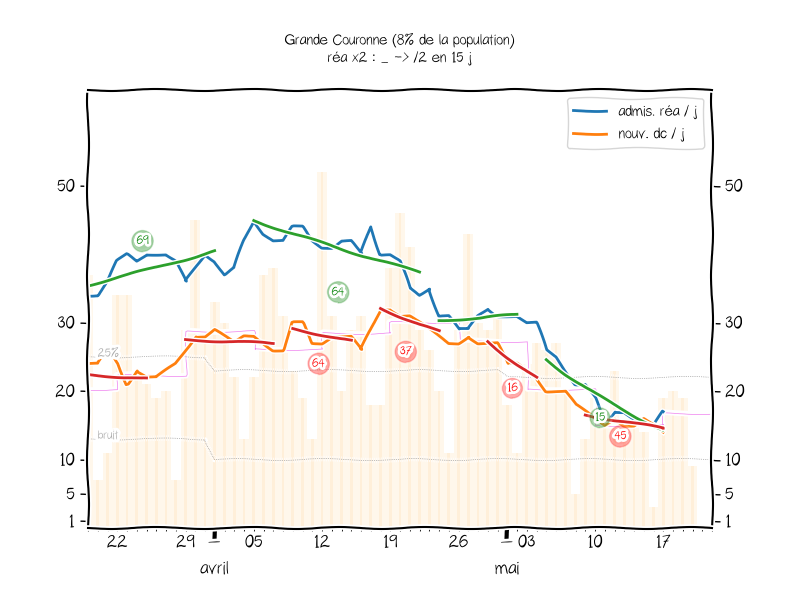 Grande Couronne (8% de la population)
réa x2 : _ -> /2 en 15 j
admis. réa / j
nouv. dc / j
50
50
69
64
30
30
25%
37
64
16
20
20
15
bruit
45
10
10
5
5
1
1
22 29 05 12 19 26 03 10 17
avril mai